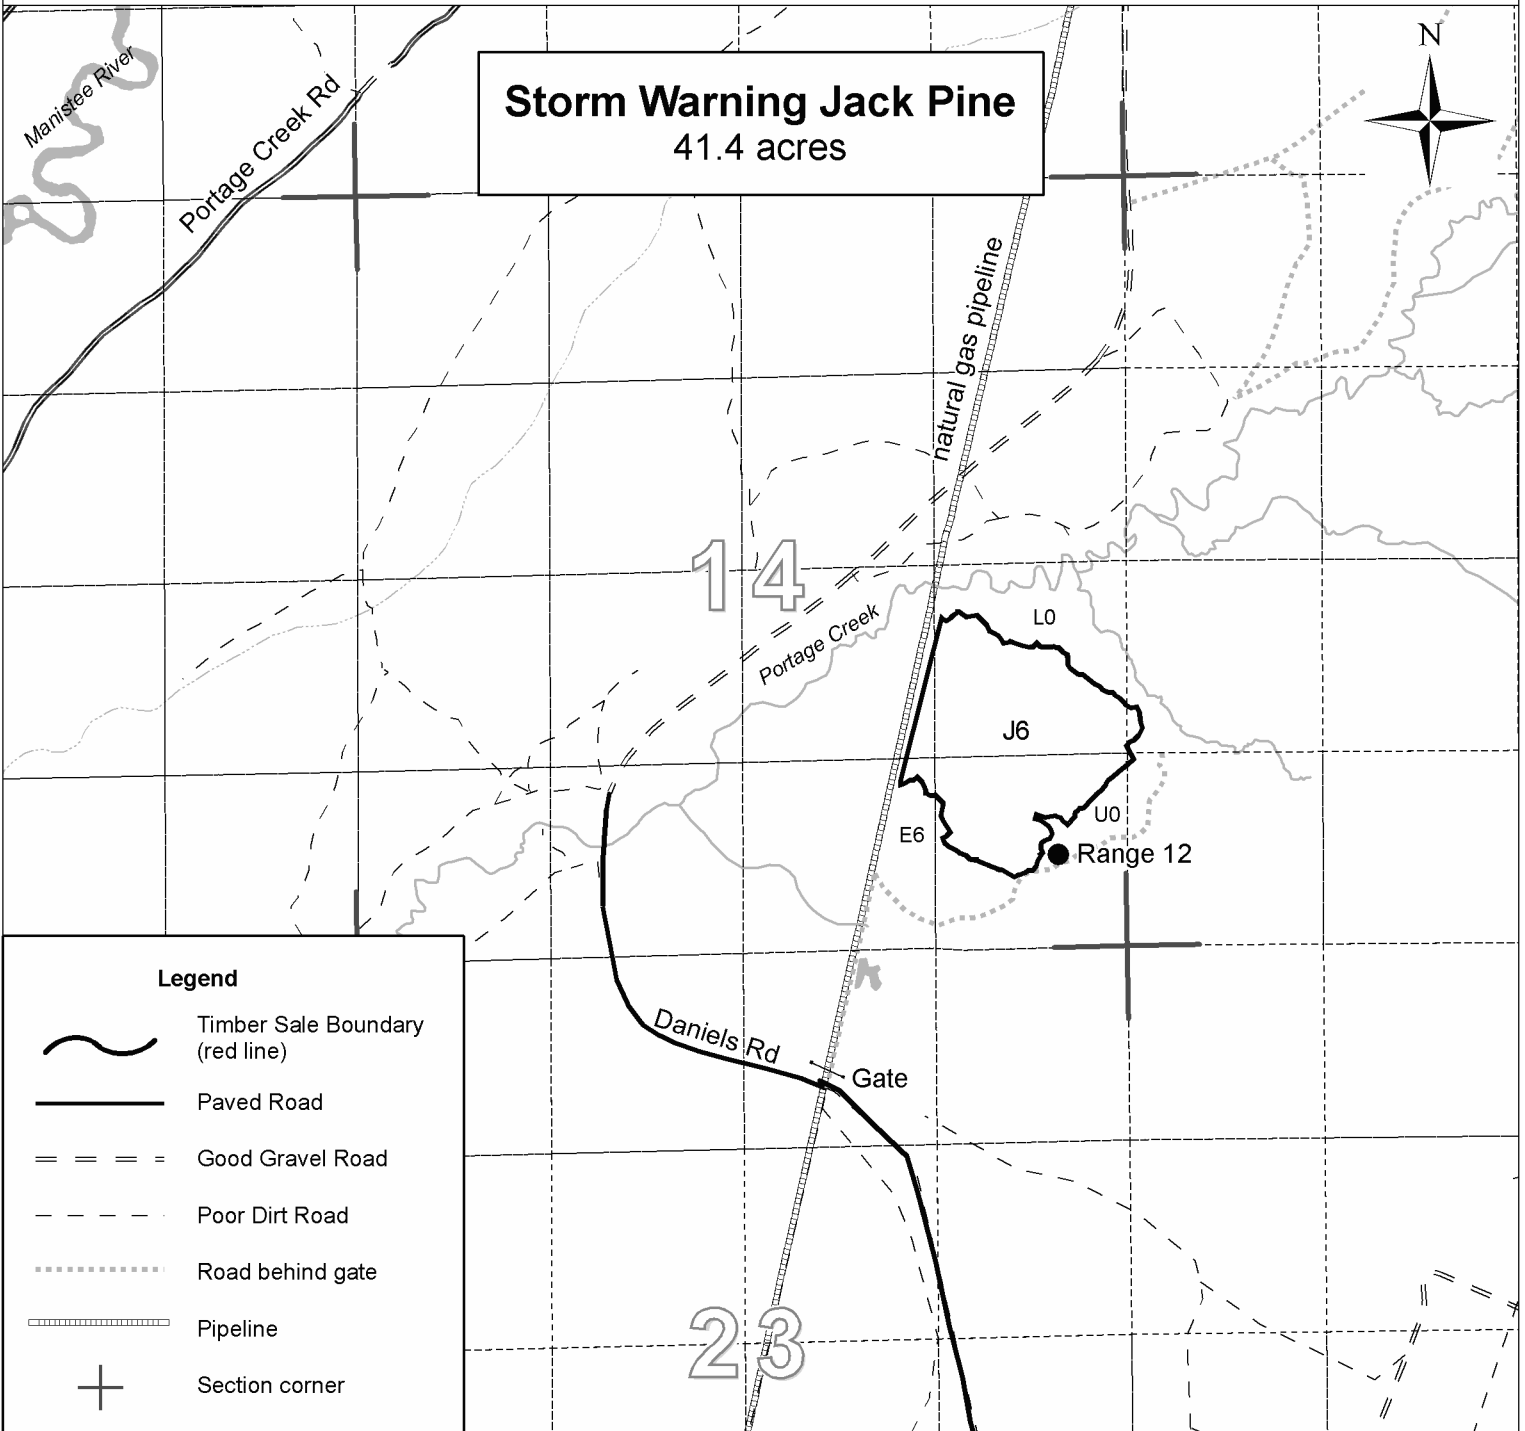 N
Manistee River
Portage Creek Rd
Storm Warning Jack Pine
41.4 acres
natural gas pipeline
14
Portage Creek
L0
J6
E6
U0
Range 12
Daniels Rd
Gate
23
Legend
Timber Sale Boundary
(red line)
Paved Road
Good Gravel Road
Poor Dirt Road
Road behind gate
Pipeline
Section corner